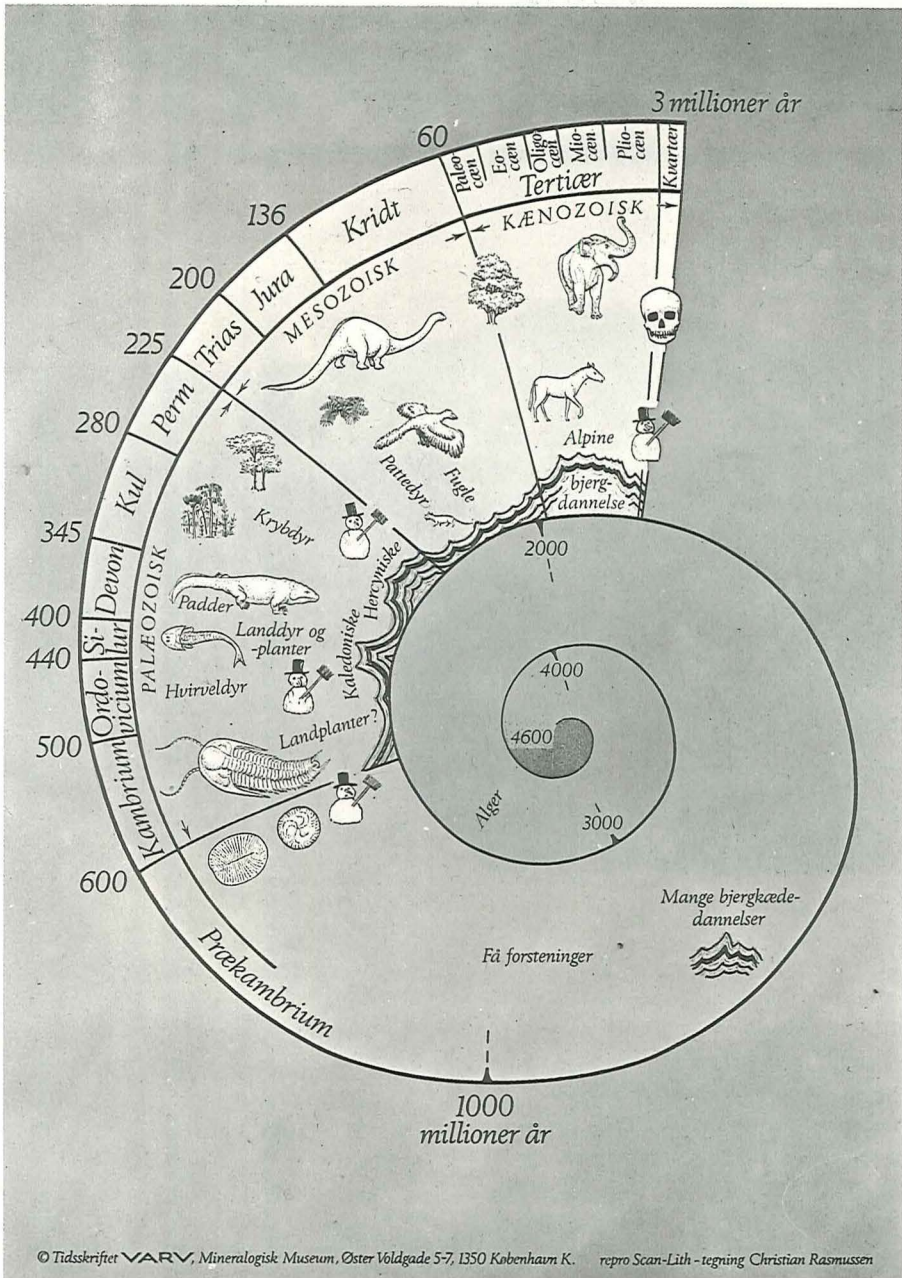 3 millioner år
60
136
200
225
280
345
400
440
500
600
Kvartær
Plio-
cæn
Mio-
cæn
Oligo
cæn
Eo-
cæn
Paleo-
cæn
Tertiær
Kridt
Jura
Trias
Perm
Kul
Devon
Si-
lur
Ordo-
vicium
Kambrium
Prækambrium
KÆNOZOISK
MESOZOISK
PALÆOZOISK
Alpine
bjerg-
dannelse
Fugle
Pattedyr
Krybdyr
Hercyniske
Padder
Landdyr og
-planter
Kaledoniske
Hvirveldyr
Landplanter?
2000
4000
4600
3000
Alger
Mange bjergkæde-
dannelser
Få forsteninger
1000
millioner år
© Tidsskriftet VARV, Mineralogisk Museum, Øster Voldgade 5-7, 1350 København K. repro Scan-Lith - tegning Christian Rasmussen